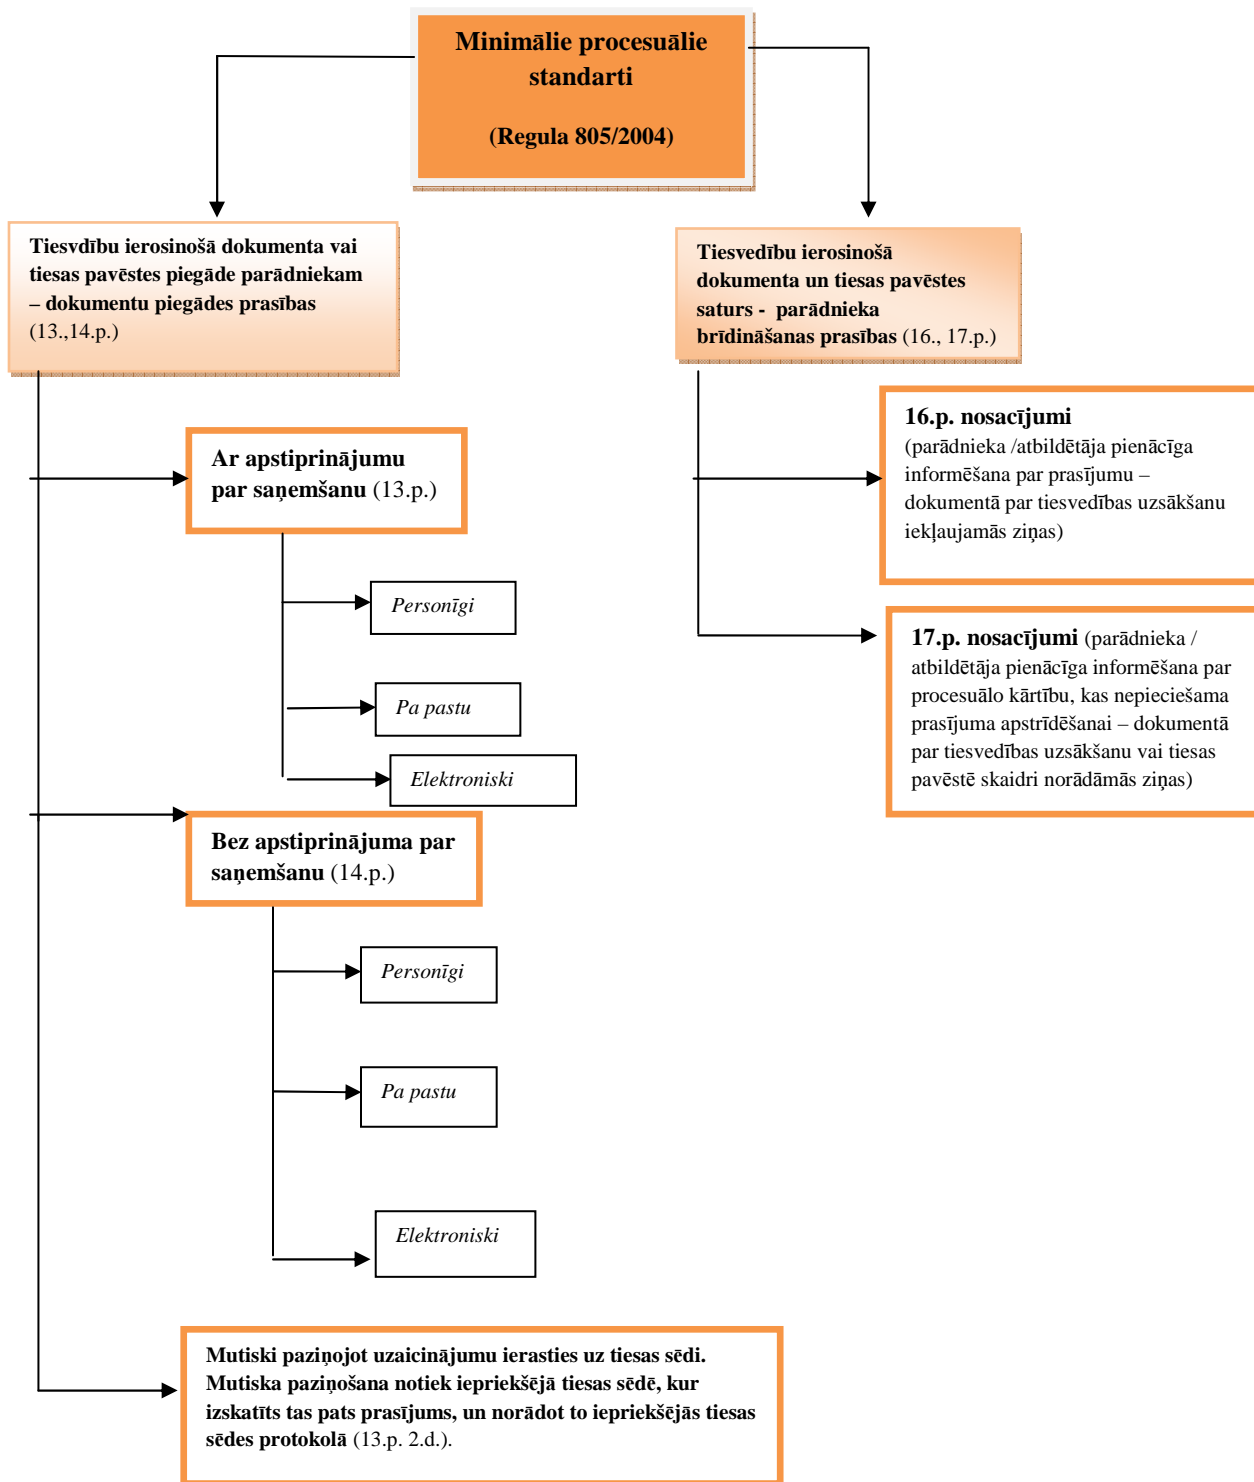 Minimālie procesuālie
standarti
(Regula 805/2004)
Tiesvdību ierosinošā dokumenta vai
tiesas pavēstes piegāde parādniekam
– dokumentu piegādes prasības
(13.,14.p.)
Tiesvedību ierosinošā
dokumenta un tiesas pavēstes
saturs - parādnieka
brīdināšanas prasības (16., 17.p.)
16.p. nosacījumi
(parādnieka /atbildētāja pienācīga
informēšana par prasījumu –
dokumentā par tiesvedības uzsākšanu
iekļaujamās ziņas)
17.p. nosacījumi (parādnieka /
atbildētāja pienācīga informēšana par
procesuālo kārtību, kas nepieciešama
prasījuma apstrīdēšanai – dokumentā
par tiesvedības uzsākšanu vai tiesas
pavēstē skaidri norādāmās ziņas)
Ar apstiprinājumu
par saņemšanu (13.p.)
Personīgi
Pa pastu
Elektroniski
Bez apstiprinājuma par
saņemšanu (14.p.)
Personīgi
Pa pastu
Elektroniski
Mutiski paziņojot uzaicinājumu ierasties uz tiesas sēdi.
Mutiska paziņošana notiek iepriekšējā tiesas sēdē, kur
izskatīts tas pats prasījums, un norādot to iepriekšējās tiesas
sēdes protokolā (13.p. 2.d.).